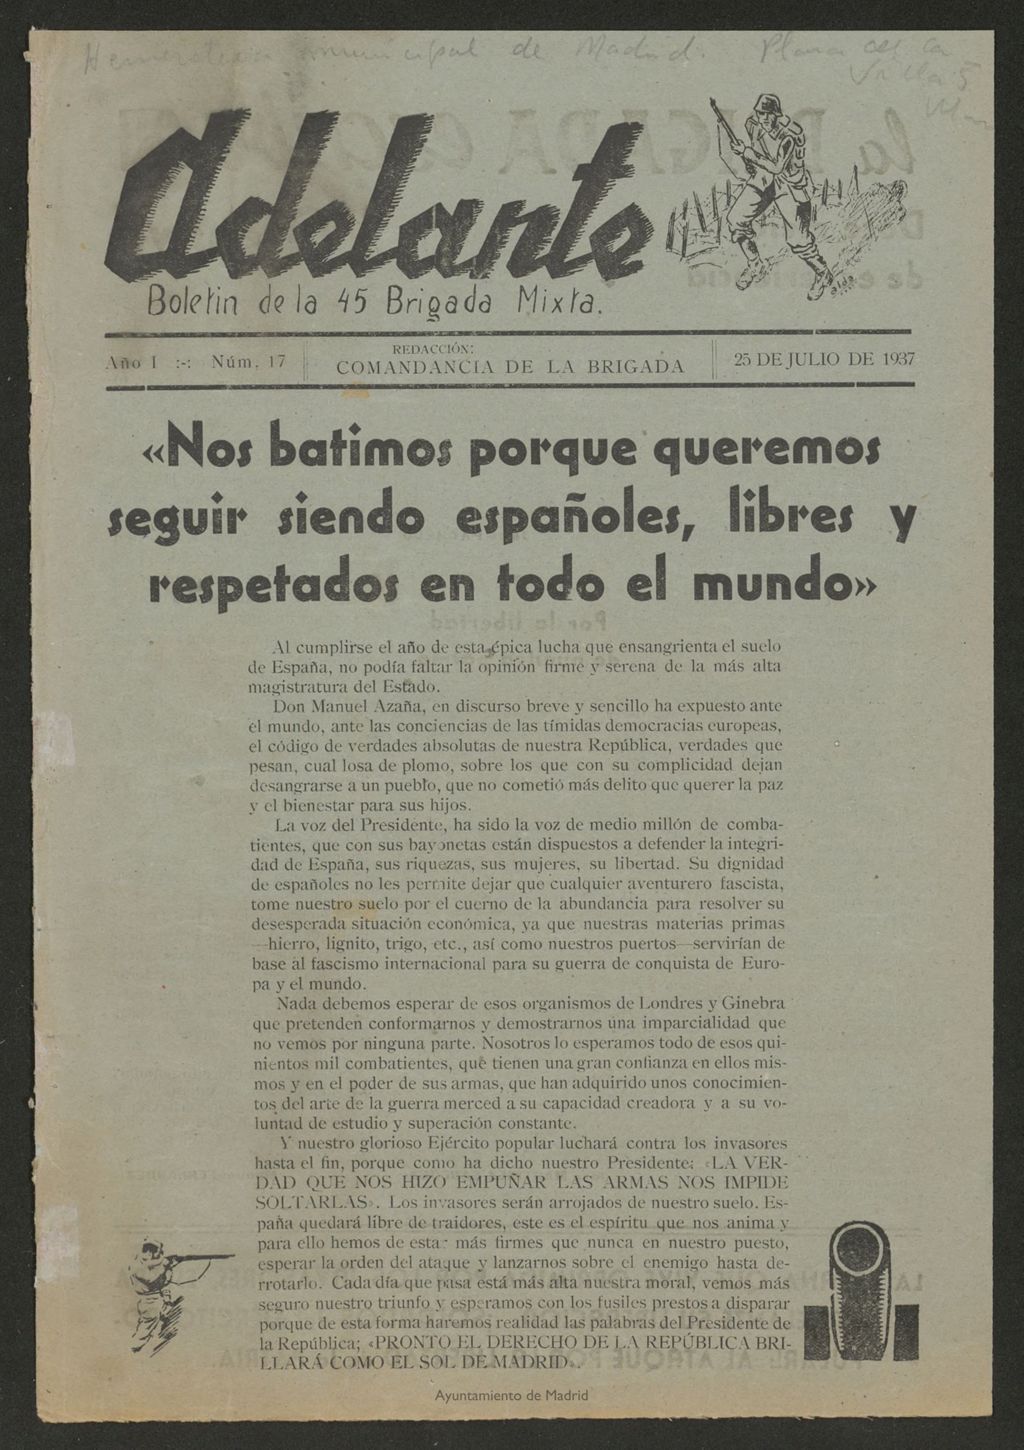 Hemeroteca municipal de Madrid. Plaza de la
Villa 5
Adelante
Boletin de la 45 Brigada Mixta.
Año I :-: Núm. 17
REDACCIÓN:
COMANDANCIA DE LA BRIGADA
25 DE JULIO DE 1937
«Nos batimos porque queremos
seguir siendo españoles, libres y
respetados en todo el mundo»
Al cumplirse el año de esta épica lucha que ensangrienta el suelo
de España, no podía faltar la opinión firme y serena de la más alta
magistratura del Estado.
Don Manuel Azaña, en discurso breve y sencillo ha expuesto ante
el mundo, ante las conciencias de las tímidas democracias europeas,
el código de verdades absolutas de nuestra República, verdades que
pesan, cual losa de plomo, sobre los que con su complicidad dejan
desangrarse a un pueblo, que no cometió más delito que querer la paz
y el bienestar para sus hijos.
La voz del Presidente, ha sido la voz de medio millón de comba-
tientes, que con sus bayonetas están dispuestos a defender la integri-
dad de España, sus riquezas, sus mujeres, su libertad. Su dignidad
de españoles no les permite dejar que cualquier aventurero fascista,
tome nuestro suelo por el cuerno de la abundancia para resolver su
desesperada situación económica, ya que nuestras materias primas
—hierro, lignito, trigo, etc., así como nuestros puertos—servirían de
base al fascismo internacional para su guerra de conquista de Euro-
pa y el mundo.
Nada debemos esperar de esos organismos de Londres y Ginebra
que pretenden conformarnos y demostrarnos una imparcialidad que
no vemos por ninguna parte. Nosotros lo esperamos todo de esos qui-
nientos mil combatientes, que tienen una gran confianza en ellos mis-
mos y en el poder de sus armas, que han adquirido unos conocimien-
tos del arte de la guerra merced a su capacidad creadora y a su vo-
luntad de estudio y superación constante.
Y nuestro glorioso Ejército popular luchará contra los invasores
hasta el fin, porque como ha dicho nuestro Presidente: «LA VER-
DAD QUE NOS HIZO EMPUÑAR LAS ARMAS NOS IMPIDE
SOLTARLAS». Los invasores serán arrojados de nuestro suelo. Es-
paña quedará libre de traidores, este es el espíritu que nos anima y
para ello hemos de estar más firmes que nunca en nuestro puesto,
esperar la orden del ataque y lanzarnos sobre el enemigo hasta de-
rrotarlo. Cada día que pasa está más alta nuestra moral, vemos más
seguro nuestro triunfo y esperamos con los fusiles prestos a disparar
porque de esta forma haremos realidad las palabras del Presidente de
la República; «PRONTO EL DERECHO DE LA REPÚBLICA BRI-
LLARÁ COMO EL SOL DE MADRID».
Ayuntamiento de Madrid